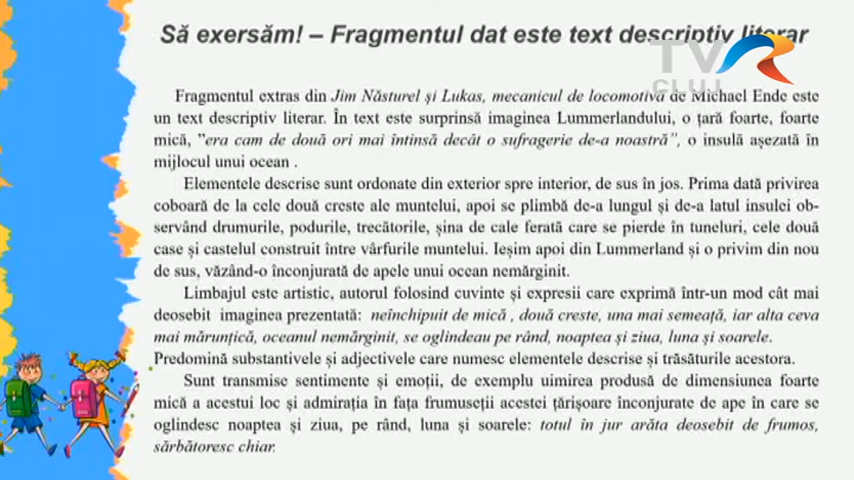 Să exersăm! – Fragmentul dat este text descriptiv literar
TVR
CLUJ
Fragmentul extras din Jim Năsturel şi Lukas, mecanicul de locomotivă de Michael Ende este
un text descriptiv literar. În text este surprinsă imaginea Lummerlandului, o țară foarte, foarte
mică, ”era cam de două ori mai întinsă decât o sufragerie de-a noastră”, o insulă așezată în
mijlocul unui ocean .
Elementele descrise sunt ordonate din exterior spre interior, de sus în jos. Prima dată privirea
coboară de la cele două creste ale muntelui, apoi se plimbă de-a lungul și de-a latul insulei ob-
servând drumurile, podurile, trecătorile, șina de cale ferată care se pierde în tuneluri, cele două
case și castelul construit între vârfurile muntelui. Ieșim apoi din Lummerland și o privim din nou
de sus, văzând-o înconjurată de apele unui ocean nemărginit.
Limbajul este artistic, autorul folosind cuvinte și expresii care exprimă într-un mod cât mai
deosebit imaginea prezentată: neînchipuit de mică , două creste, una mai semeață, iar alta ceva
mai mărunțică, oceanul nemărginit, se oglindeau pe rând, noaptea şi ziua, luna și soarele.
Predomină substantivele și adjectivele care numesc elementele descrise și trăsăturile acestora.
Sunt transmise sentimente și emoții, de exemplu uimirea produsă de dimensiunea foarte
mică a acestui loc și admirația în fața frumuseții acestei țărișoare înconjurate de ape în care se
oglindesc noaptea și ziua, pe rând, luna și soarele: totul în jur arăta deosebit de frumos,
sărbătoresc chiar.